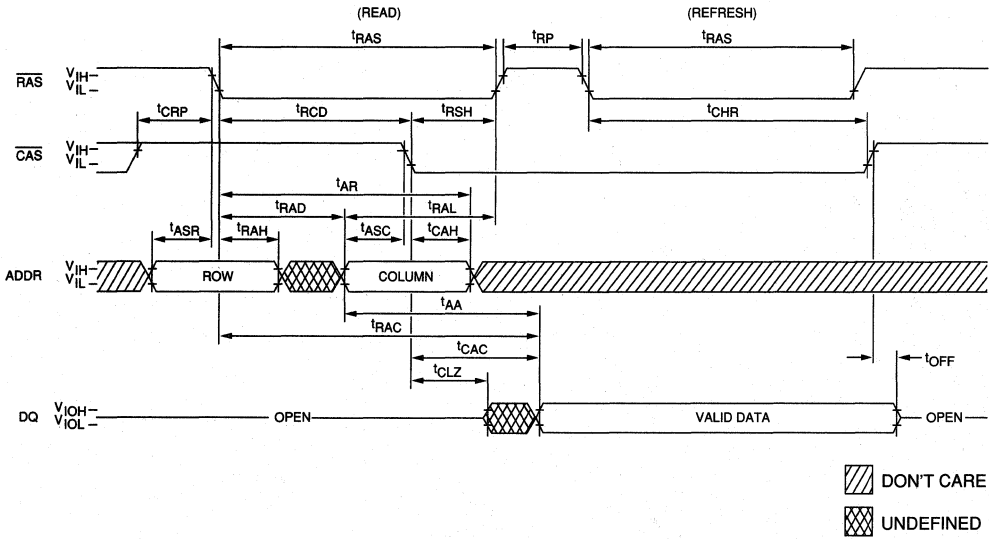 (READ) (REFRESH)
tRAS tRP tRAS
RAS VIH VIL
tCRP tRCD tRSH tCHR
CAS VIH VIL
tAR
tRAD tRAL
tASR tRAH tASC tCAH
ADDR VIH VIL ROW COLUMN
tAA
tRAC
tCAC
tCLZ tOFF
DQ VIOH VIOL OPEN VALID DATA OPEN
DON'T CARE
UNDEFINED